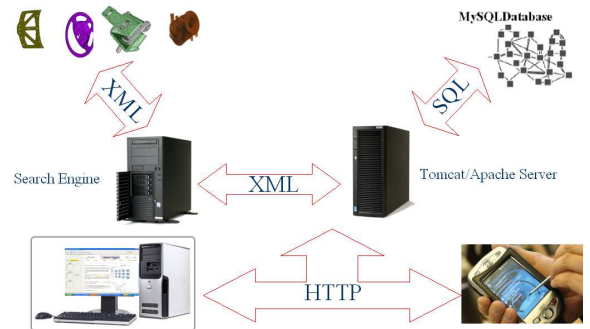 MySQLDatabase
XML
SQL
Search Engine
XML
Tomcat/Apache Server
HTTP